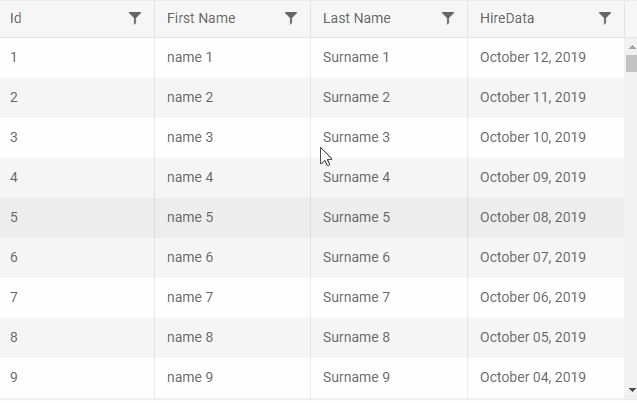 Id First Name Last Name HireData
1 name 1 Surname 1 October 12, 2019
2 name 2 Surname 2 October 11, 2019
3 name 3 Surname 3 October 10, 2019
4 name 4 Surname 4 October 09, 2019
5 name 5 Surname 5 October 08, 2019
6 name 6 Surname 6 October 07, 2019
7 name 7 Surname 7 October 06, 2019
8 name 8 Surname 8 October 05, 2019
9 name 9 Surname 9 October 04, 2019